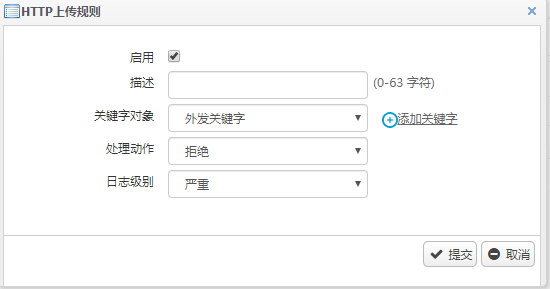 HTTP上传规则
启用
描述 (0-63 字符)
关键字对象 外发关键字 添加关键字
处理动作 拒绝
日志级别 严重
提交 取消